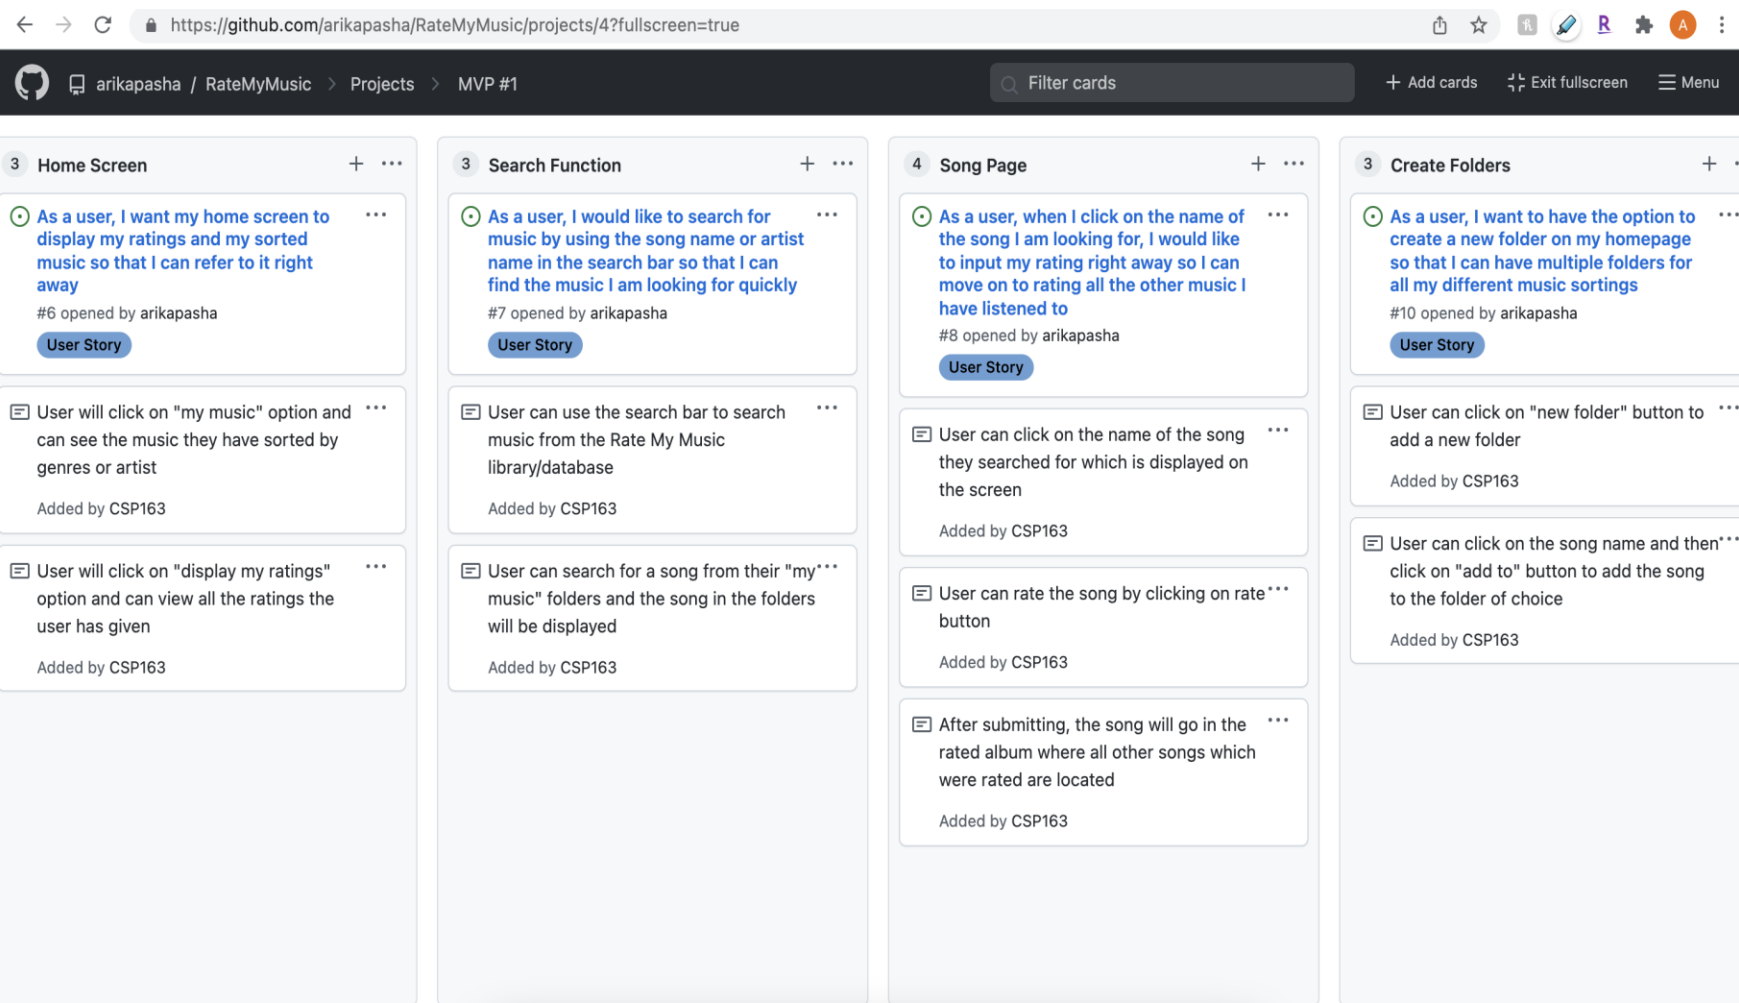 https://github.com/arikapasha/RateMyMusic/projects/4?fullscreen=true
A
arikapasha / RateMyMusic > Projects > MVP #1
Filter cards
+ Add cards
Exit fullscreen
Menu
3 Home Screen
As a user, I want my home screen to
display my ratings and my sorted
music so that I can refer to it right
away
#6 opened by arikapasha
User Story
User will click on "my music" option and
can see the music they have sorted by
genres or artist
Added by CSP163
User will click on "display my ratings"
option and can view all the ratings the
user has given
Added by CSP163
3 Search Function
As a user, I would like to search for
music by using the song name or artist
name in the search bar so that I can
find the music I am looking for quickly
#7 opened by arikapasha
User Story
User can use the search bar to search
music from the Rate My Music
library/database
Added by CSP163
User can search for a song from their "my
music" folders and the song in the folders
will be displayed
Added by CSP163
4 Song Page
As a user, when I click on the name of
the song I am looking for, I would like
to input my rating right away so I can
move on to rating all the other music I
have listened to
#8 opened by arikapasha
User Story
User can click on the name of the song
they searched for which is displayed on
the screen
Added by CSP163
User can rate the song by clicking on rate
button
Added by CSP163
After submitting, the song will go in the
rated album where all other songs which
were rated are located
Added by CSP163
3 Create Folders
As a user, I want to have the option to
create a new folder on my homepage
so that I can have multiple folders for
all my different music sortings
#10 opened by arikapasha
User Story
User can click on "new folder" button to
add a new folder
Added by CSP163
User can click on the song name and then
click on "add to" button to add the song
to the folder of choice
Added by CSP163